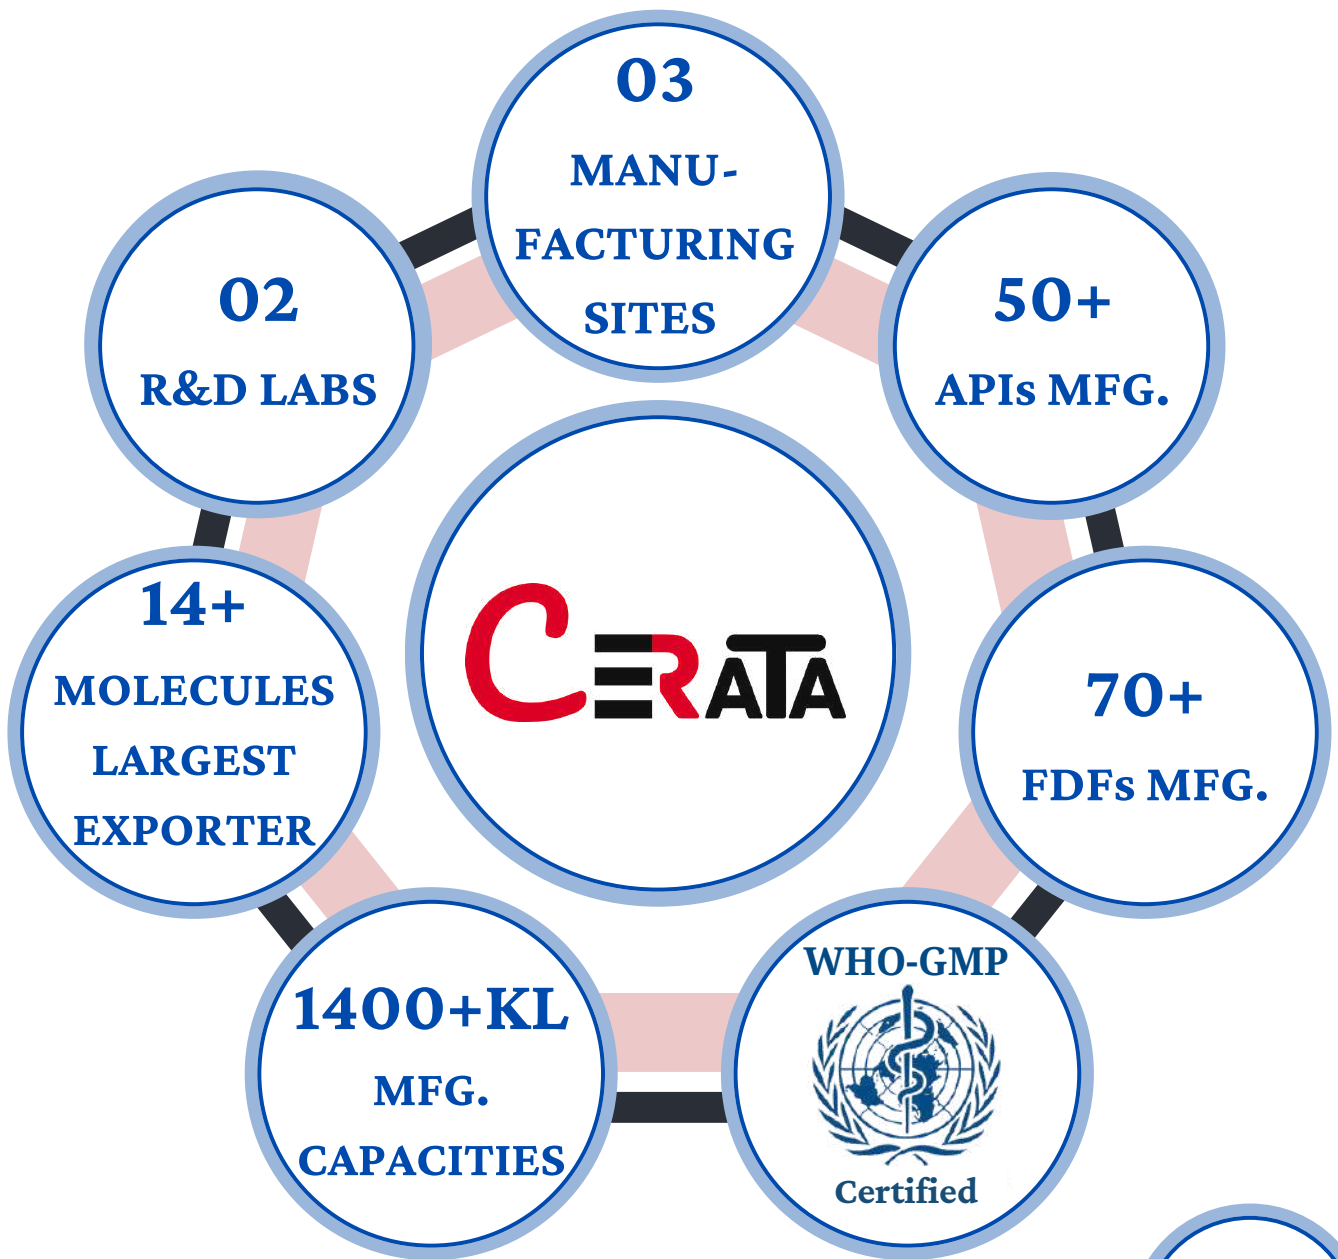 03
MANU-
FACTURING
SITES
02
R&D LABS
50+
APIs MFG.
14+
MOLECULES
LARGEST
EXPORTER
CERATA
70+
FDFs MFG.
1400+KL
MFG.
CAPACITIES
WHO-GMP
Certified